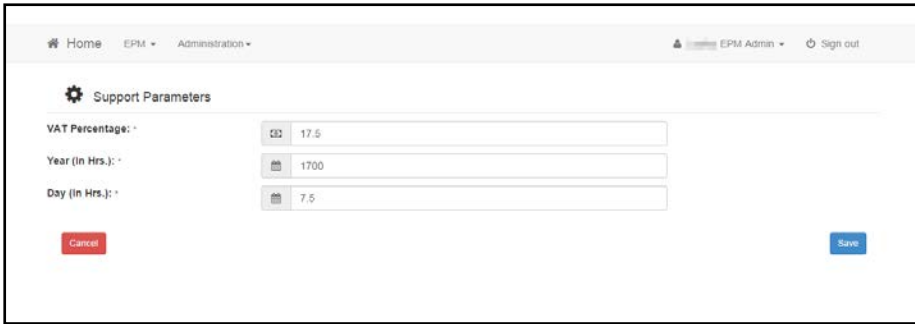 Home EPM Administration EPM Admin Sign out
Support Parameters
VAT Percentage: *
17.5
Year (In Hrs.): *
1700
Day (In Hrs.): *
7.5
Cancel Save